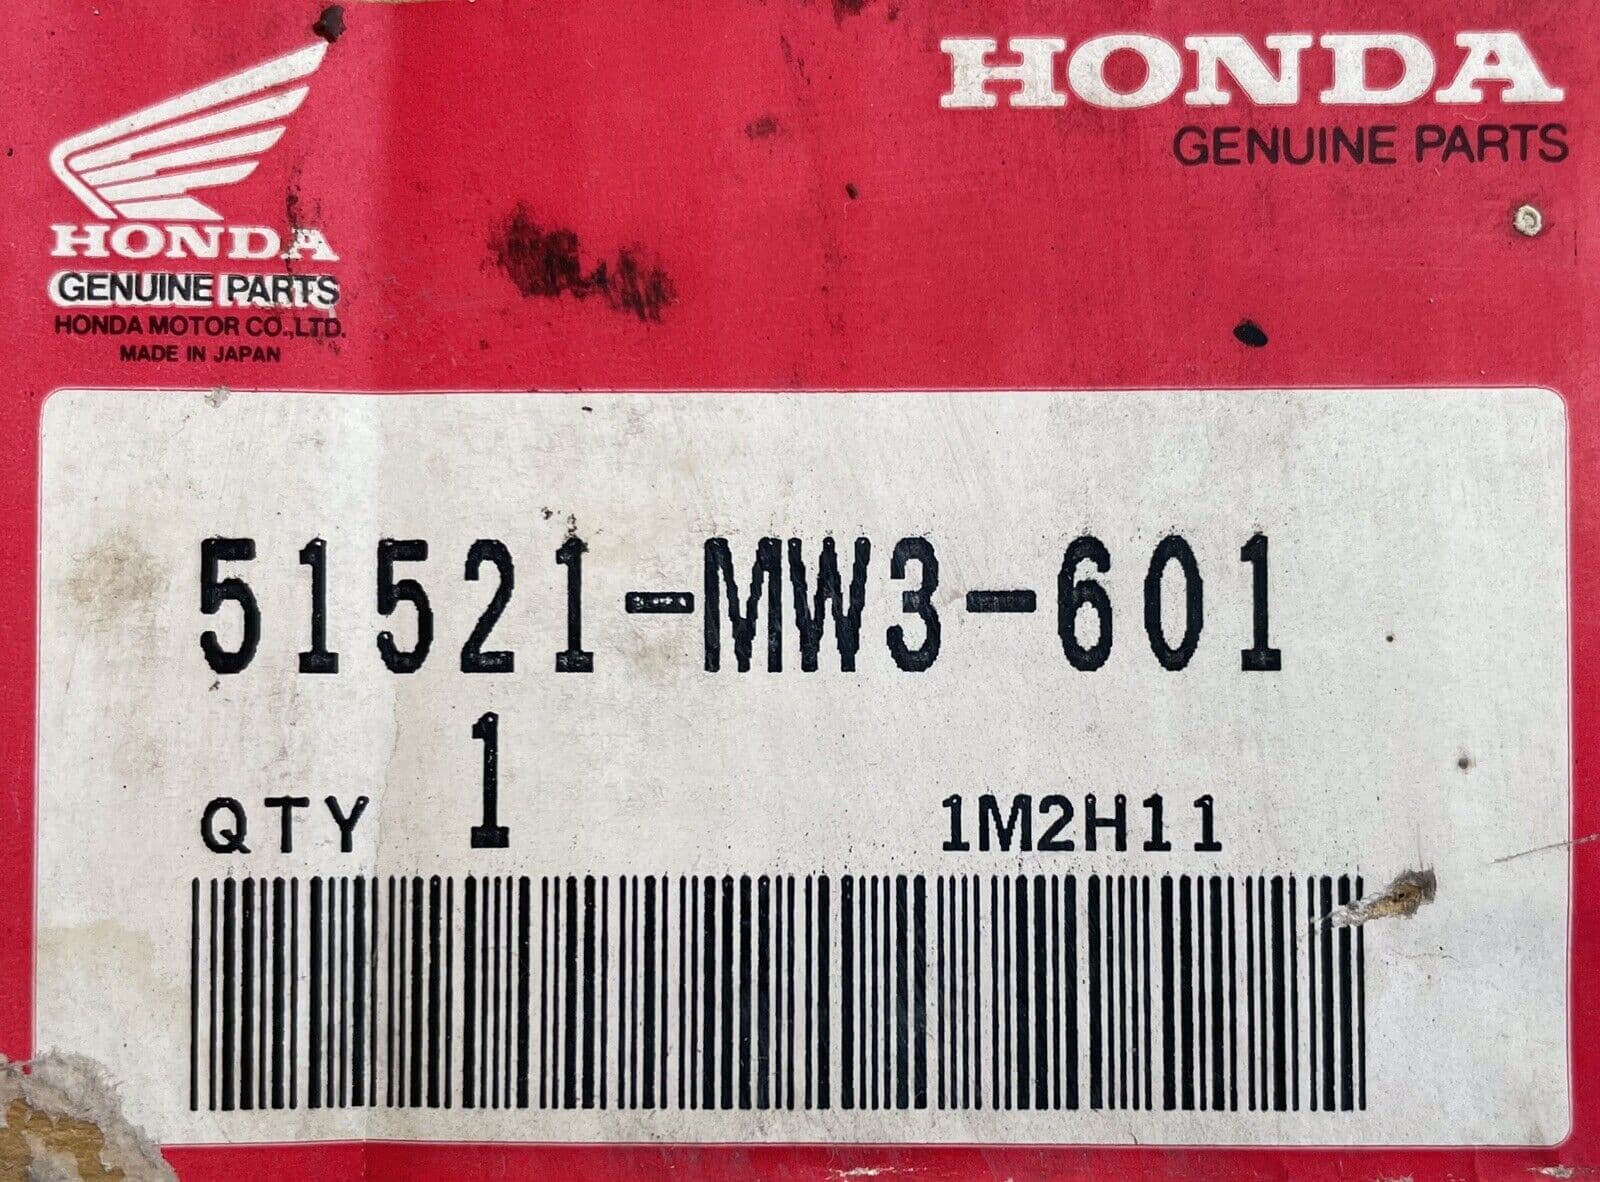 HONDA
GENUINE PARTS
HONDA
GENUINE PARTS
HONDA MOTOR CO.,LTD.
MADE IN JAPAN
51521-MW3-601
QTY 1 1M2H11